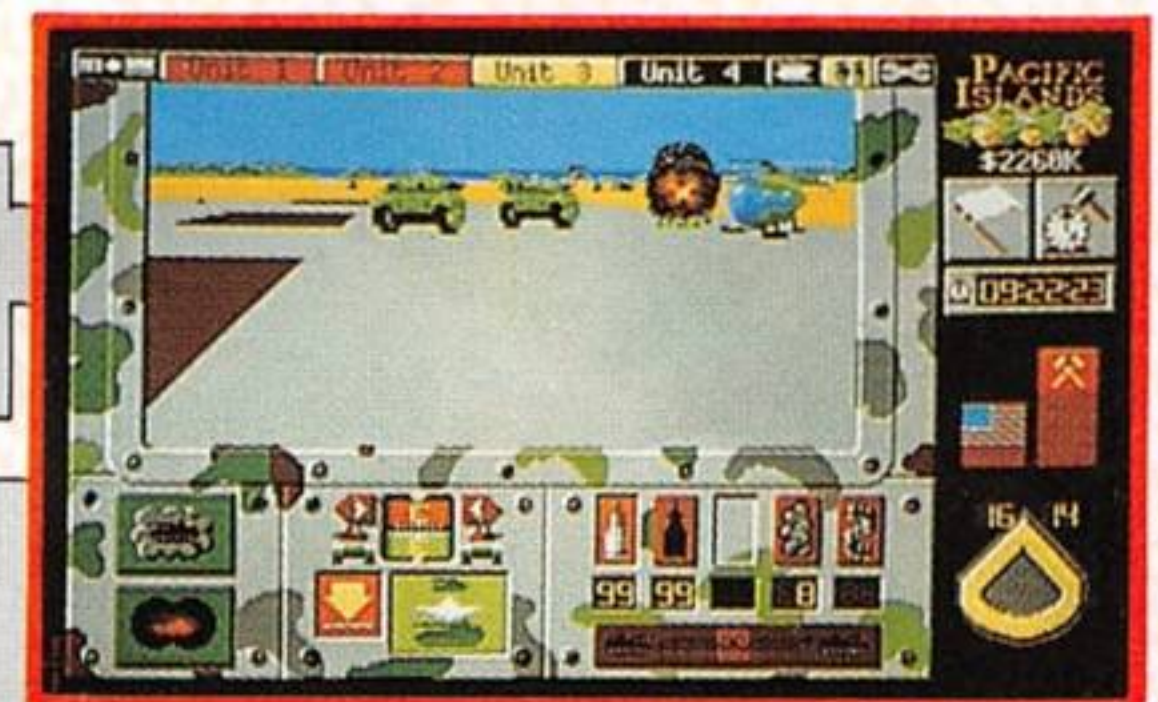 Unit 1 Unit 2 Unit 3 Unit 4
PACIFIC
ISLANDS
$2260K
09:22:23
16 14
99 99 8